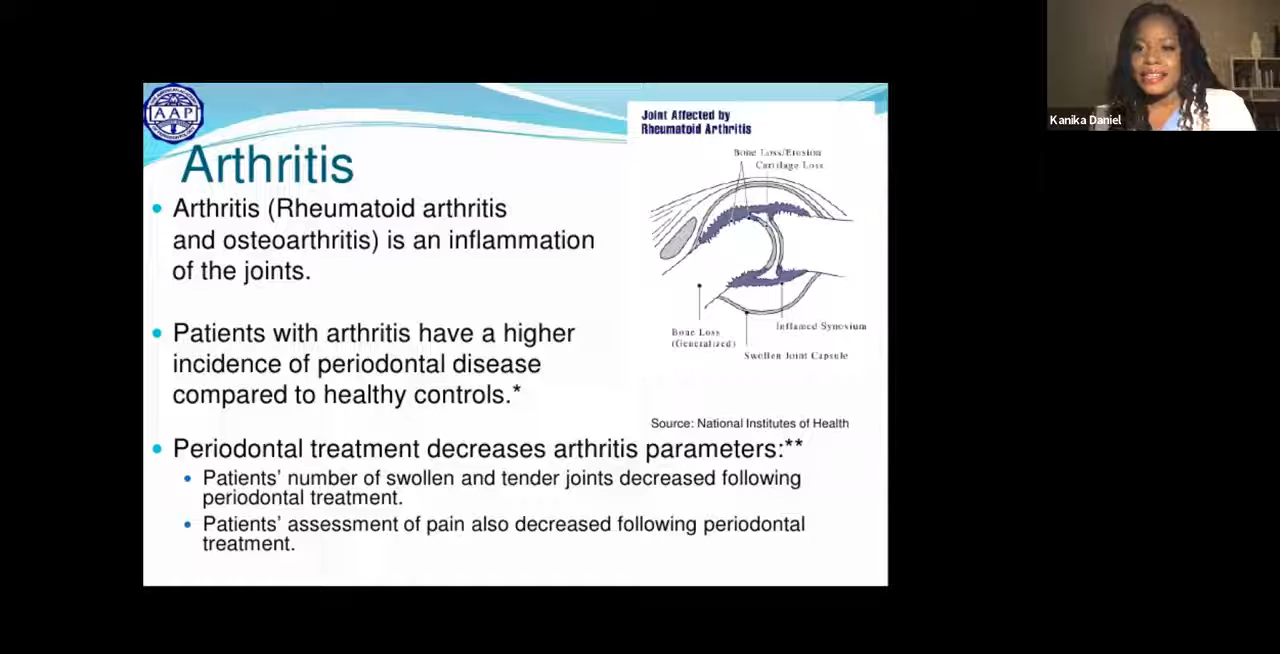 AAP
Joint Affected by
Rheumatoid Arthritis
Arthritis
• Arthritis (Rheumatoid arthritis
and osteoarthritis) is an inflammation
of the joints.
• Patients with arthritis have a higher
incidence of periodontal disease
compared to healthy controls.*
Bone Loss/Erosion
Cartilage Loss
Inflamed Synovium
Bone Loss
(Generalized)
Swollen Joint Capsule
Source: National Institutes of Health
• Periodontal treatment decreases arthritis parameters:**
• Patients' number of swollen and tender joints decreased following
periodontal treatment.
• Patients' assessment of pain also decreased following periodontal
treatment.
Kanika Daniel